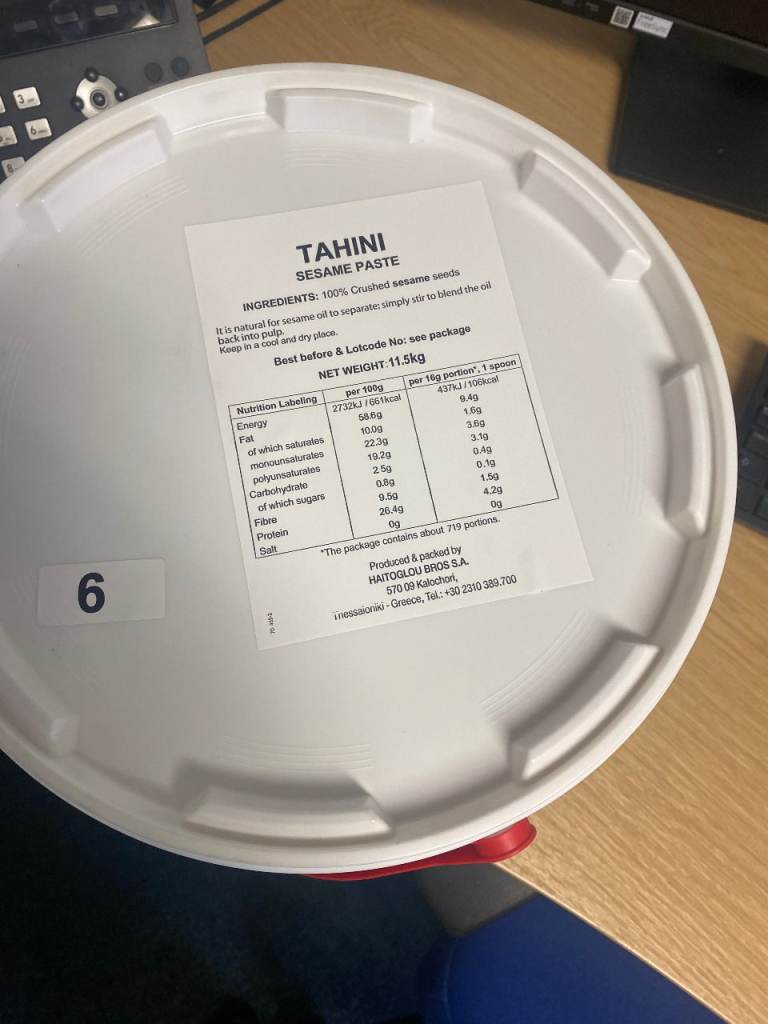 TAHINI
SESAME PASTE
INGREDIENTS: 100% Crushed sesame seeds
It is natural for sesame oil to separate: simply stir to blend the oil
back into pulp.
Keep in a cool and dry place.
Best before & Lotcode No: see package
NET WEIGHT:11.5kg
Nutrition Labeling per 100g per 16g portion*, 1 spoon
Energy 2732kJ / 661kcal 437kJ / 106kcal
Fat 58.6g 9.4g
of which saturates 10.0g 1.6g
monounsaturates 22.3g 3.6g
polyunsaturates 19.2g 3.1g
Carbohydrate 2.5g 0.4g
of which sugars 0.8g 0.1g
Fibre 9.5g 1.5g
Protein 26.4g 4.2g
Salt 0g 0g
*The package contains about 719 portions.
Produced & packed by
HAITOGLOU BROS S.A.
570 09 Kalochori,
Thessaloniki - Greece, Tel.: +30 2310 389.700
6
3
6
8
FreeSync